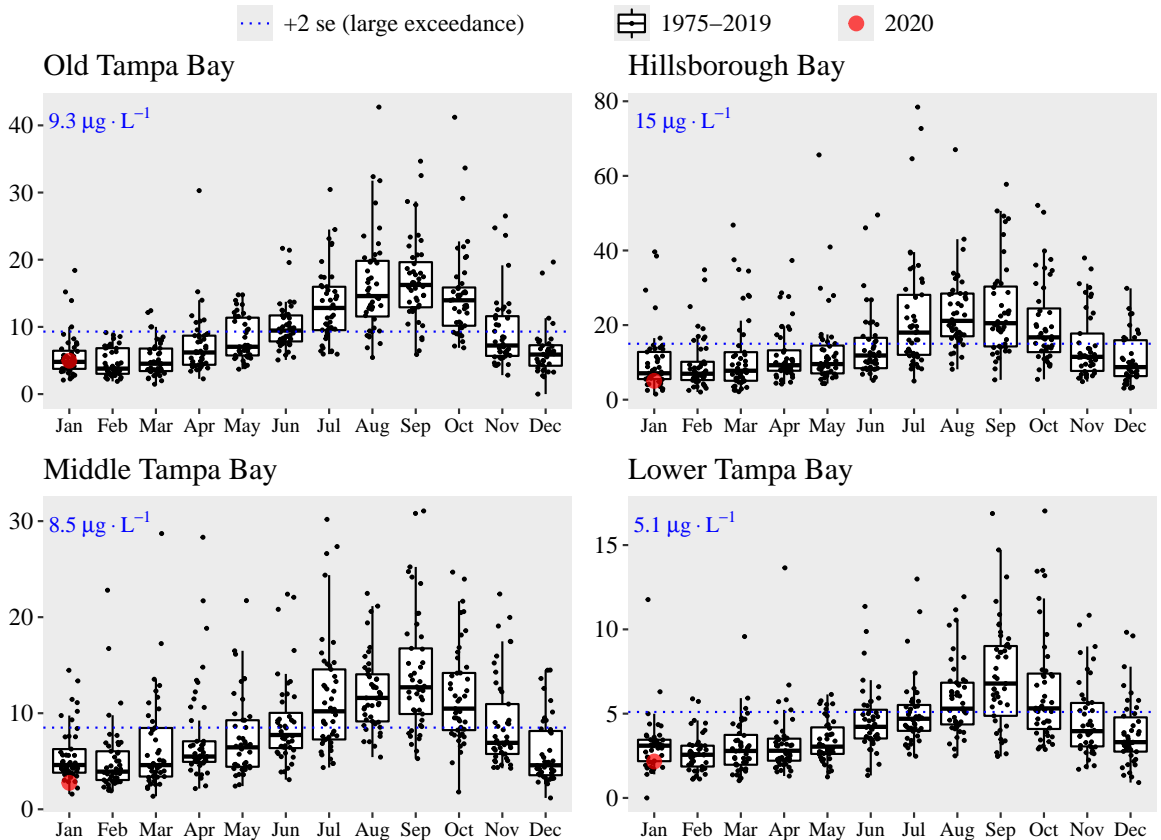 +2 se (large exceedance) 1975–2019 2020
Old Tampa Bay
9.3 μg · L⁻¹
40
30
20
10
0
Jan Feb Mar Apr May Jun Jul Aug Sep Oct Nov Dec
Hillsborough Bay
15 μg · L⁻¹
80
60
40
20
0
Jan Feb Mar Apr May Jun Jul Aug Sep Oct Nov Dec
Middle Tampa Bay
8.5 μg · L⁻¹
30
20
10
0
Jan Feb Mar Apr May Jun Jul Aug Sep Oct Nov Dec
Lower Tampa Bay
5.1 μg · L⁻¹
15
10
5
0
Jan Feb Mar Apr May Jun Jul Aug Sep Oct Nov Dec